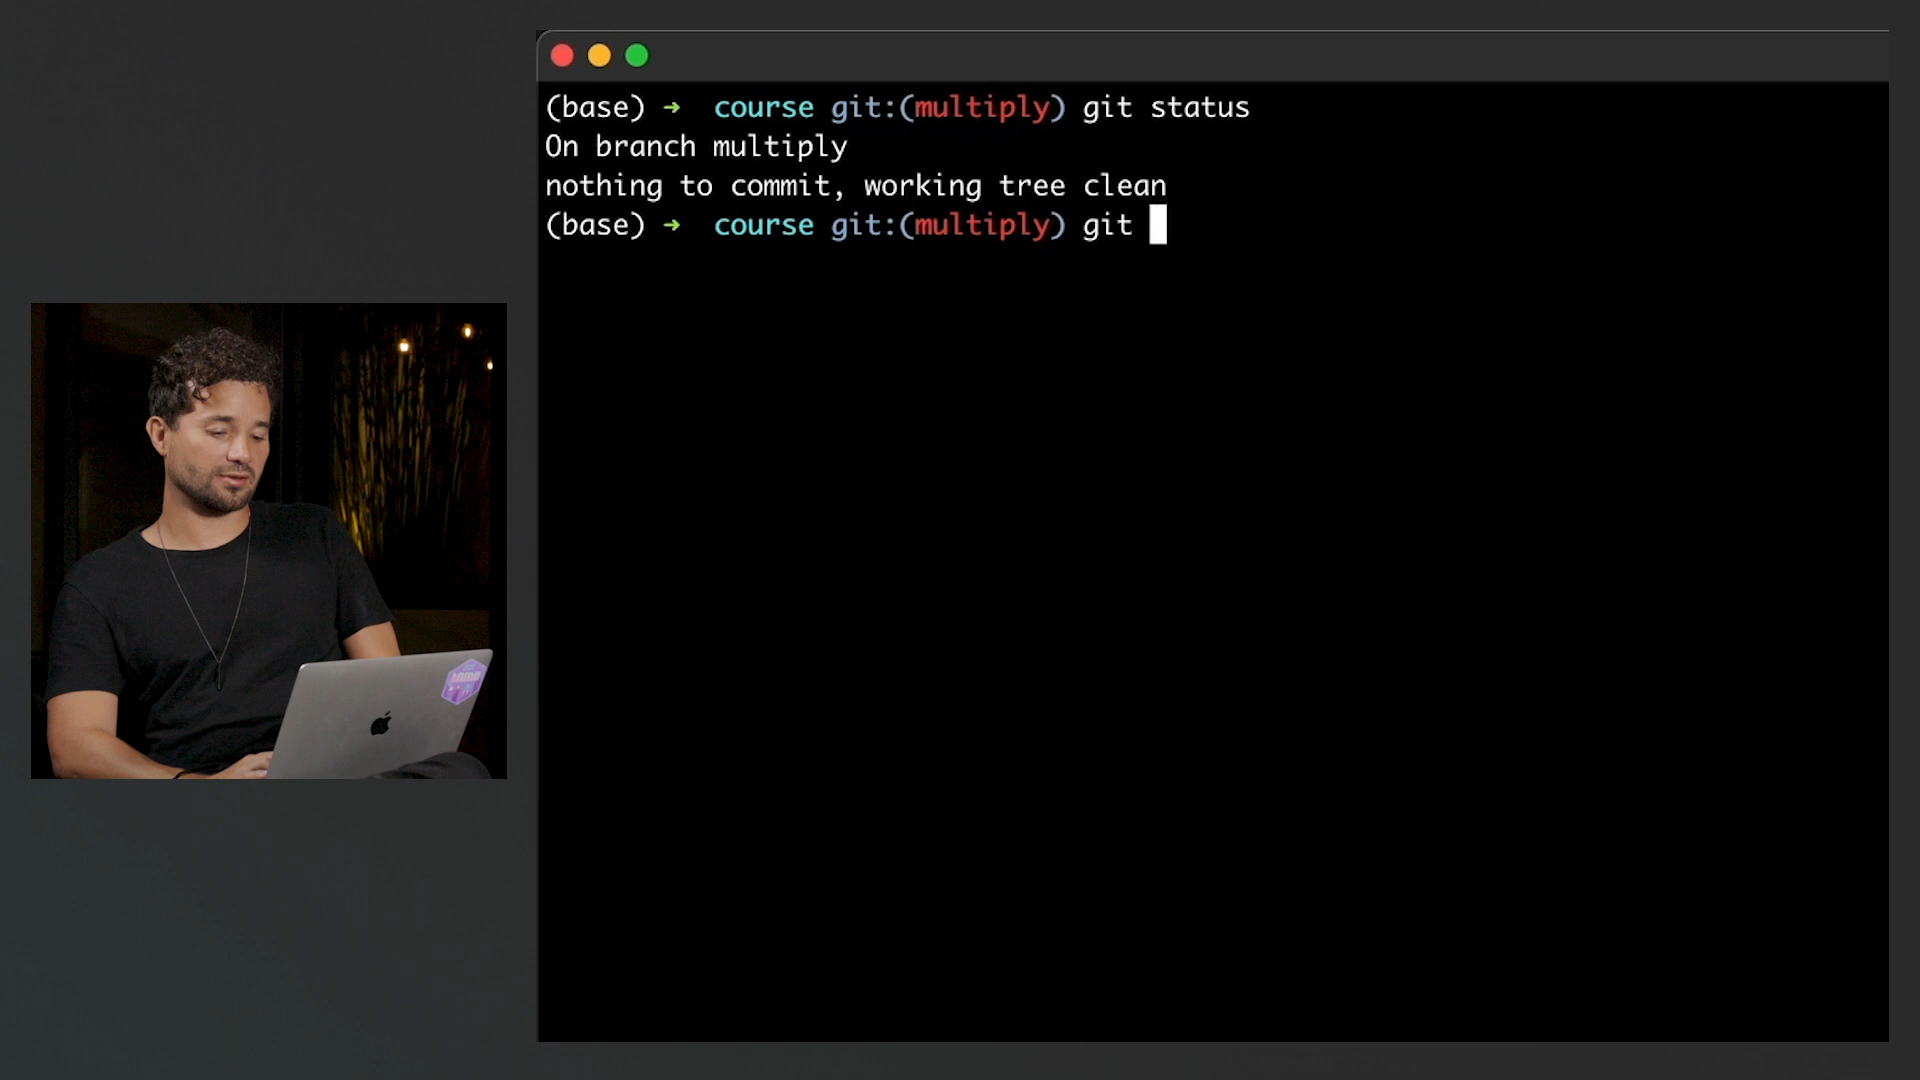 (base) ➜  course git:(multiply) git status
On branch multiply
nothing to commit, working tree clean
(base) ➜  course git:(multiply) git